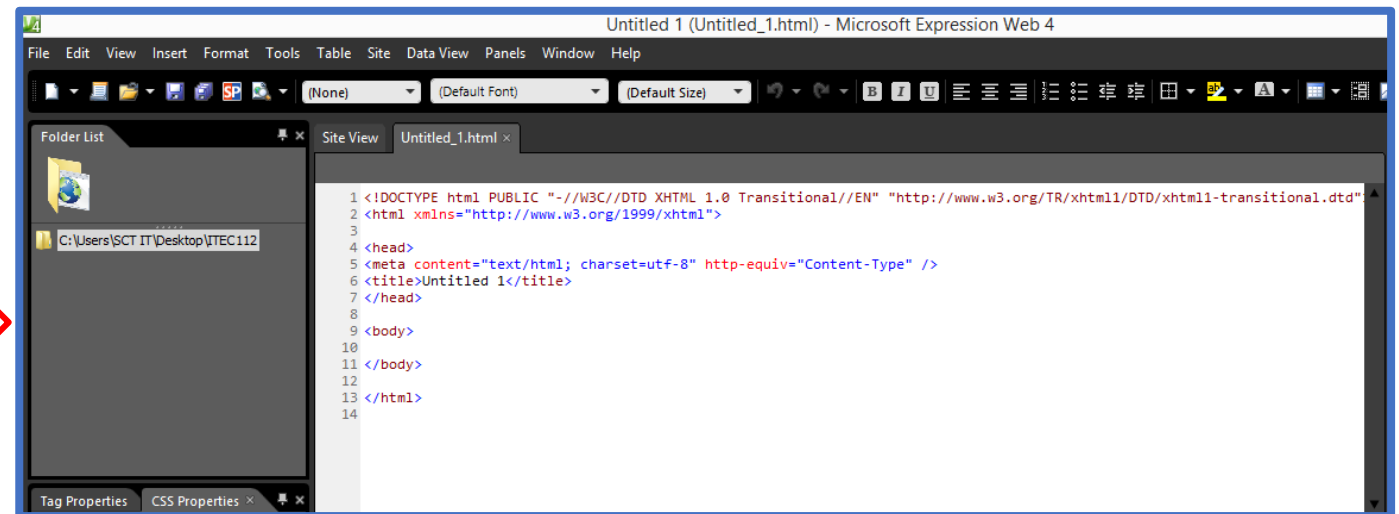 Untitled 1 (Untitled_1.html) - Microsoft Expression Web 4
File Edit View Insert Format Tools Table Site Data View Panels Window Help
SP (None) (Default Font) (Default Size) B I U ab A
Folder List Site View Untitled_1.html ×
1 <!DOCTYPE html PUBLIC "-//W3C//DTD XHTML 1.0 Transitional//EN" "http://www.w3.org/TR/xhtml1/DTD/xhtml1-transitional.dtd"
2 <html xmlns="http://www.w3.org/1999/xhtml">
3
C:\Users\SCT IT\Desktop\ITEC112
4 <head>
5 <meta content="text/html; charset=utf-8" http-equiv="Content-Type" />
6 <title>Untitled 1</title>
7 </head>
8
9 <body>
10
11 </body>
12
13 </html>
14
Tag Properties CSS Properties ×